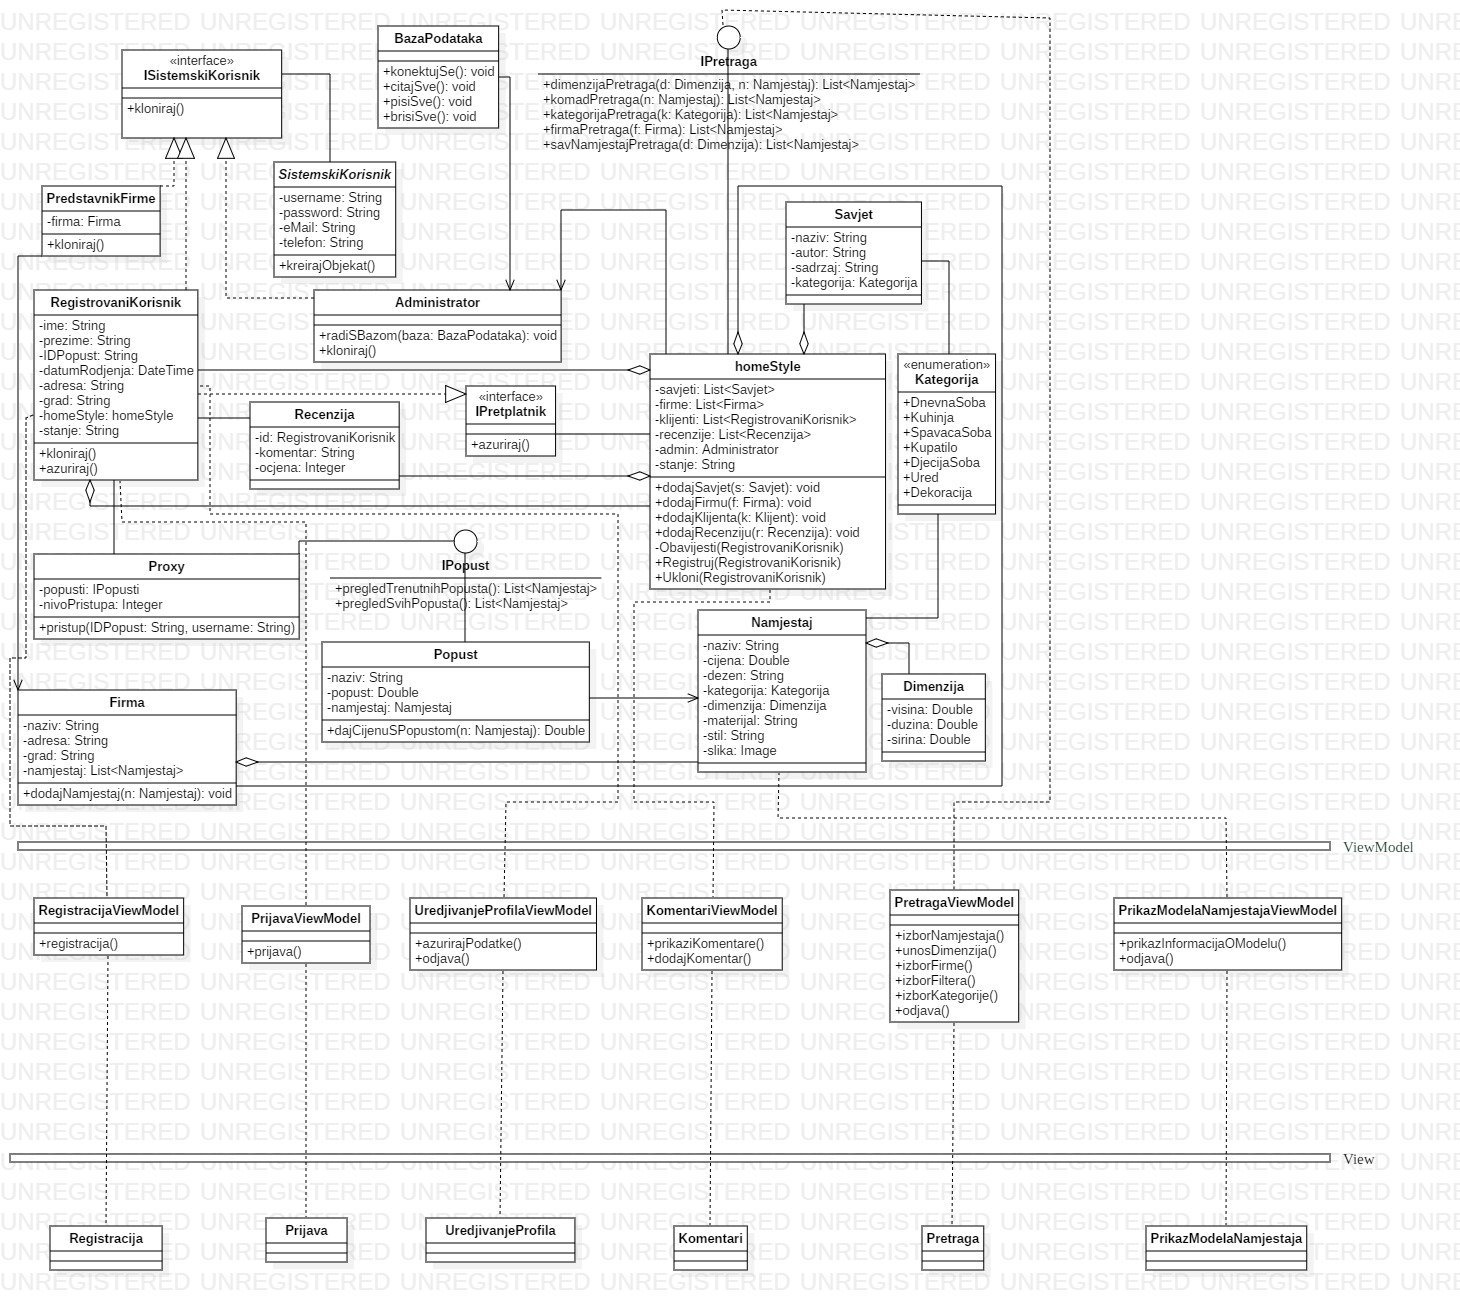 UNREGISTERED
«interface»
ISistemskiKorisnik
+kloniraj()
BazaPodataka
+konektujSe(): void
+citajSve(): void
+pisiSve(): void
+brisiSve(): void
IPretraga
+dimenzijaPretraga(d: Dimenzija, n: Namjestaj): List<Namjestaj>
+komadPretraga(n: Namjestaj): List<Namjestaj>
+kategorijaPretraga(k: Kategorija): List<Namjestaj>
+firmaPretraga(f: Firma): List<Namjestaj>
+savNamjestajPretraga(d: Dimenzija): List<Namjestaj>
SistemskiKorisnik
-username: String
-password: String
-eMail: String
-telefon: String
+kreirajObjekat()
PredstavnikFirme
-firma: Firma
+kloniraj()
Savjet
-naziv: String
-autor: String
-sadrzaj: String
-kategorija: Kategorija
RegistrovaniKorisnik
-ime: String
-prezime: String
-IDPopust: String
-datumRodjenja: DateTime
-adresa: String
-grad: String
-homeStyle: homeStyle
-stanje: String
+kloniraj()
+azuriraj()
Administrator
+radiSBazom(baza: BazaPodataka): void
+kloniraj()
homeStyle
-savjeti: List<Savjet>
-firme: List<Firma>
-klijenti: List<RegistrovaniKorisnik>
-recenzije: List<Recenzija>
-admin: Administrator
-stanje: String
+dodajSavjet(s: Savjet): void
+dodajFirmu(f: Firma): void
+dodajKlijenta(k: Klijent): void
+dodajRecenziju(r: Recenzija): void
-Obavijesti(RegistrovaniKorisnik)
+Registruj(RegistrovaniKorisnik)
+Ukloni(RegistrovaniKorisnik)
«enumeration»
Kategorija
+DnevnaSoba
+Kuhinja
+SpavacaSoba
+Kupatilo
+DjecijaSoba
+Ured
+Dekoracija
«interface»
IPretplatnik
+azuriraj()
Recenzija
-id: RegistrovaniKorisnik
-komentar: String
-ocjena: Integer
Proxy
-popusti: IPopusti
-nivoPristupa: Integer
+pristup(IDPopust: String, username: String)
IPopust
+pregledTrenutnihPopusta(): List<Namjestaj>
+pregledSvihPopusta(): List<Namjestaj>
Popust
-naziv: String
-popust: Double
-namjestaj: Namjestaj
+dajCijenuSPopustom(n: Namjestaj): Double
Namjestaj
-naziv: String
-cijena: Double
-dezen: String
-kategorija: Kategorija
-dimenzija: Dimenzija
-materijal: String
-stil: String
-slika: Image
Dimenzija
-visina: Double
-duzina: Double
-sirina: Double
Firma
-naziv: String
-adresa: String
-grad: String
-namjestaj: List<Namjestaj>
+dodajNamjestaj(n: Namjestaj): void
ViewModel
RegistracijaViewModel
+registracija()
PrijavaViewModel
+prijava()
UredjivanjeProfilaViewModel
+azurirajPodatke()
+odjava()
KomentariViewModel
+prikaziKomentare()
+dodajKomentar()
PretragaViewModel
+izborNamjestaja()
+unosDimenzija()
+izborFirme()
+izborFiltera()
+izborKategorije()
+odjava()
PrikazModelaNamjestajaViewModel
+prikazInformacijaOModelu()
+odjava()
View
Registracija
Prijava
UredjivanjeProfila
Komentari
Pretraga
PrikazModelaNamjestaja